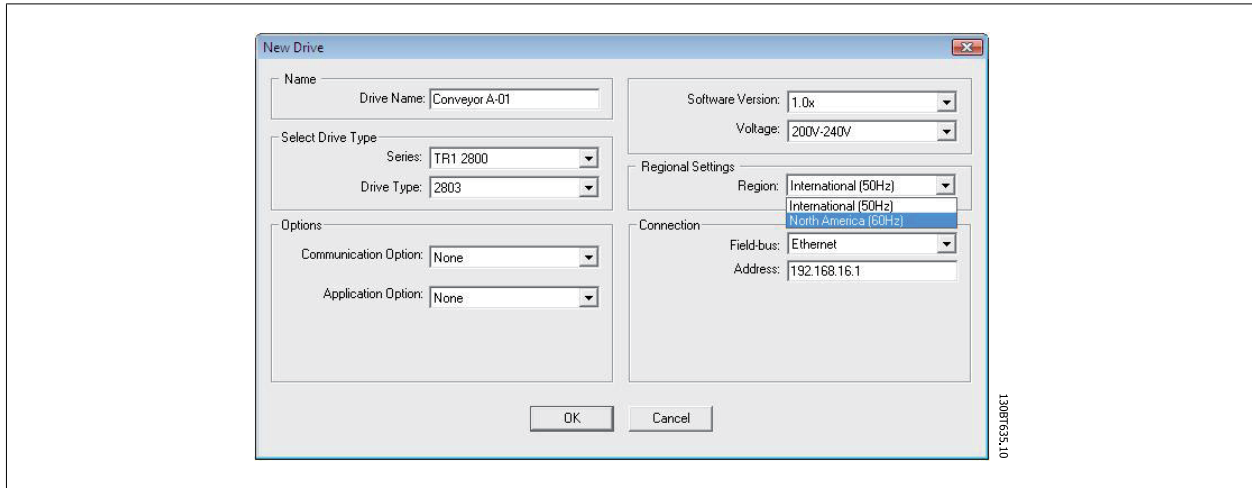 New Drive
Name
Drive Name: Conveyor A-01
Select Drive Type
Series: TR1 2800
Drive Type: 2803
Options
Communication Option: None
Application Option: None
Software Version: 1.0x
Voltage: 200V-240V
Regional Settings
Region: International (50Hz)
International (50Hz)
North America (60Hz)
Connection
Field-bus: Ethernet
Address: 192.168.16.1
OK
Cancel
130BT635.10